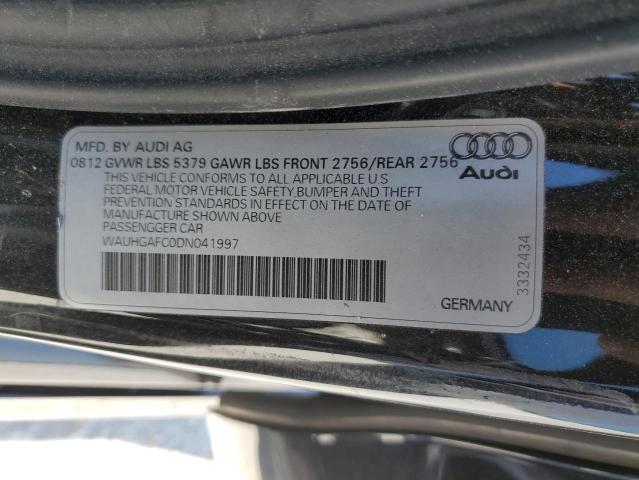 MFD. BY AUDI AG
0812 GVWR LBS 5379 GAWR LBS FRONT 2756/REAR 2756
THIS VEHICLE CONFORMS TO ALL APPLICABLE U.S
FEDERAL MOTOR VEHICLE SAFETY,BUMPER AND THEFT
PREVENTION STANDARDS IN EFFECT ON THE DATE OF
MANUFACTURE SHOWN ABOVE
PASSENGGER CAR
WAUHGAFC0DN041997
Audi
3332434
GERMANY